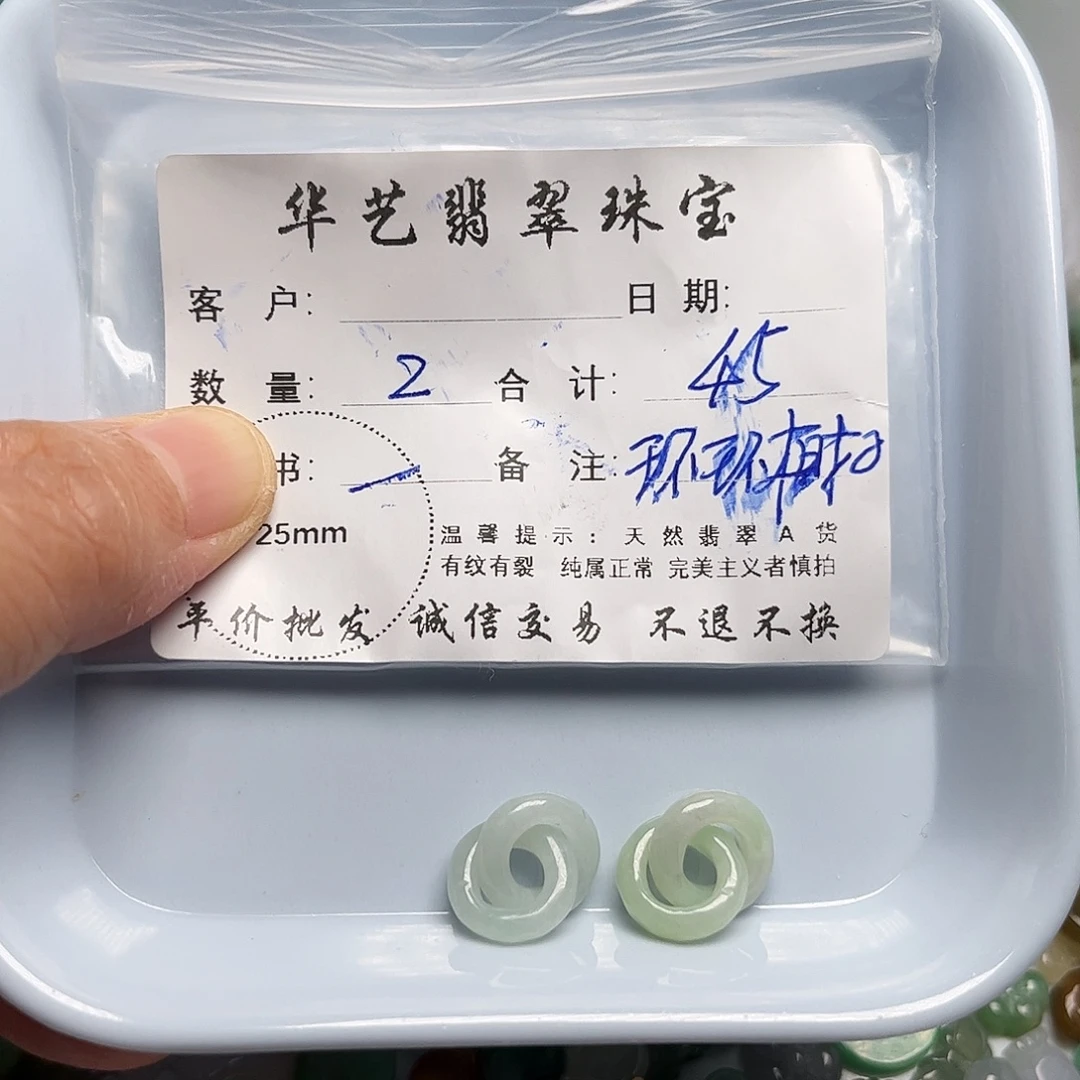 华艺翡翠珠宝
客 户: 日 期:
数 量: 2 合 计: 45
书: 一 备 注: 环环相扣
25mm 温馨提示: 天然翡翠A货
有纹有裂 纯属正常 完美主义者慎拍
平价批发 诚信交易 不退不换